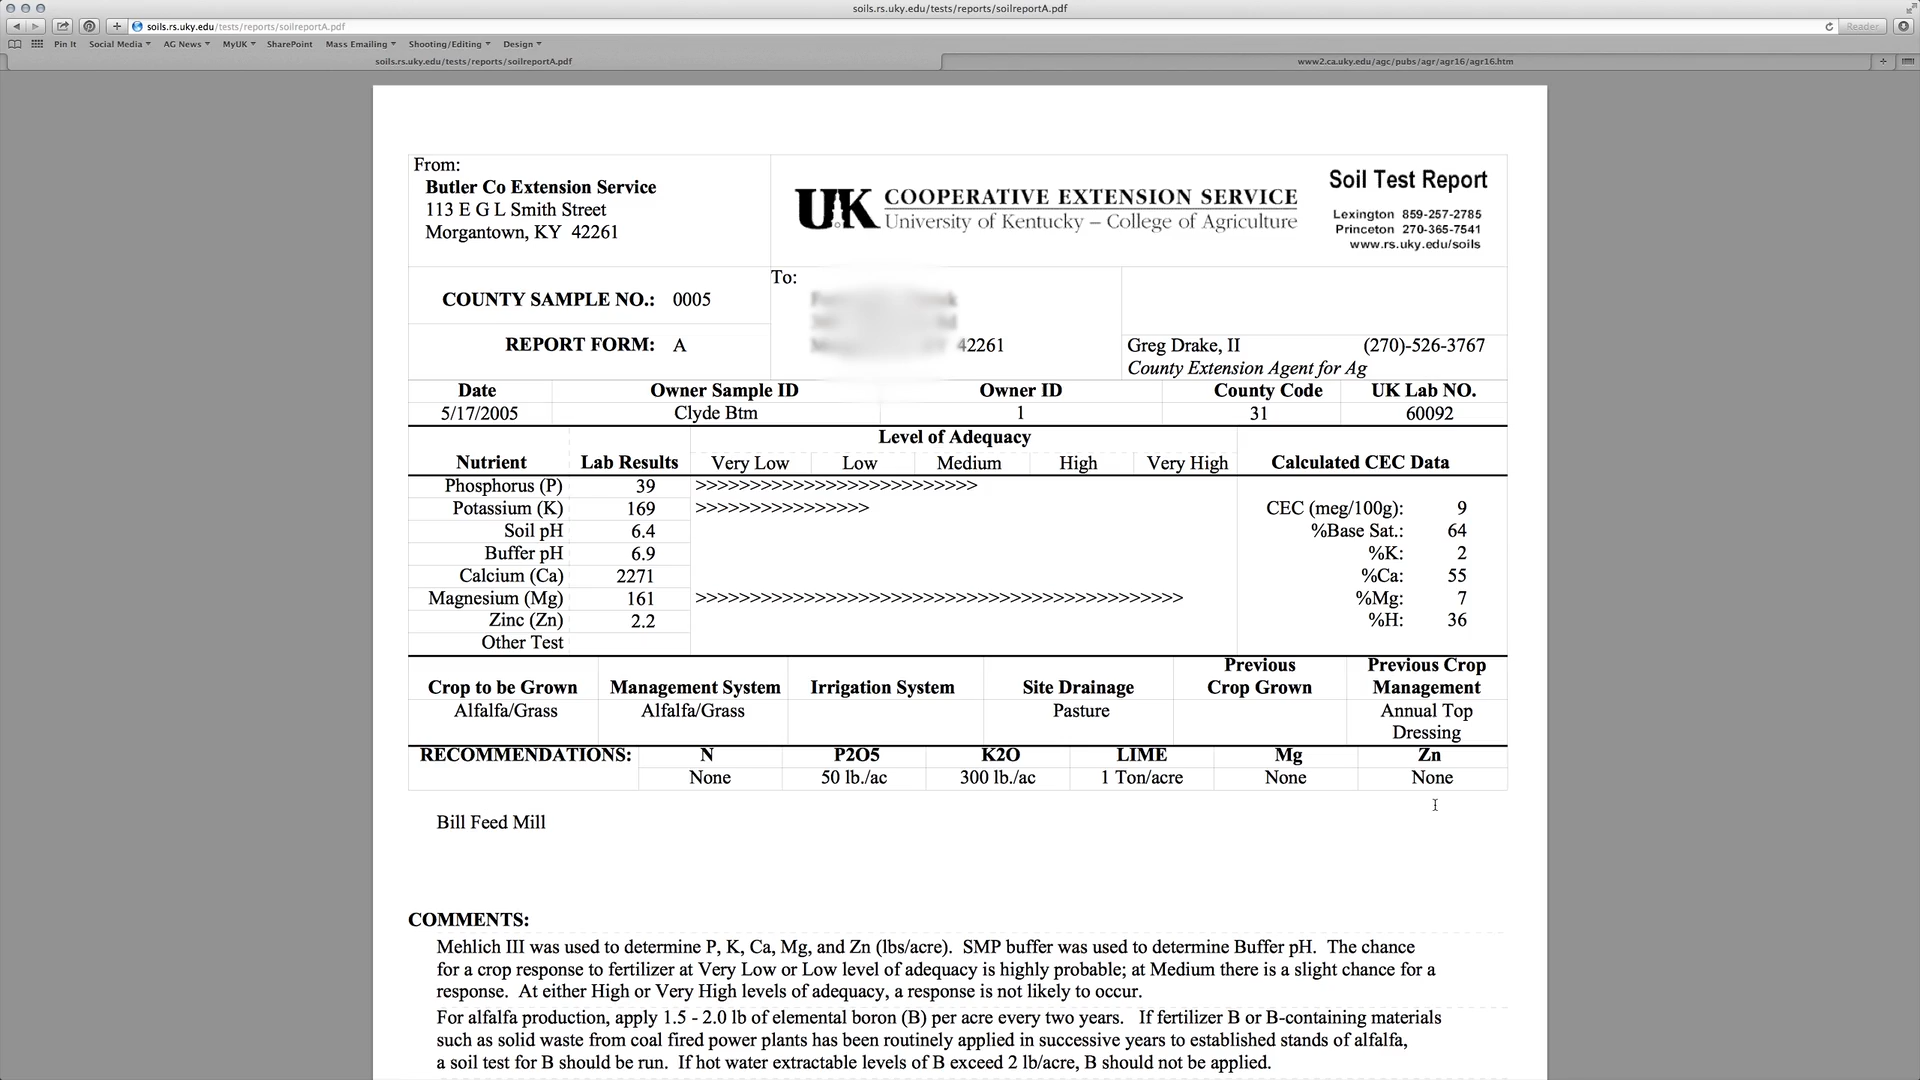 soils.rs.uky.edu/tests/reports/soilreportA.pdf
soils.rs.uky.edu/tests/reports/soilreportA.pdf
Reader
Pin It Social Media AG News MyUK SharePoint Mass Emailing Shooting/Editing Design
soils.rs.uky.edu/tests/reports/soilreportA.pdf www2.ca.uky.edu/agc/pubs/agr/agr16/agr16.htm
From:
Butler Co Extension Service
113 E G L Smith Street
Morgantown, KY 42261
UK COOPERATIVE EXTENSION SERVICE
University of Kentucky – College of Agriculture
Soil Test Report
Lexington 859-257-2785
Princeton 270-365-7541
www.rs.uky.edu/soils
COUNTY SAMPLE NO.: 0005
REPORT FORM: A
To:
42261
Greg Drake, II (270)-526-3767
County Extension Agent for Ag
Date Owner Sample ID Owner ID County Code UK Lab NO.
5/17/2005 Clyde Btm 1 31 60092
Level of Adequacy
Nutrient Lab Results Very Low Low Medium High Very High Calculated CEC Data
Phosphorus (P) 39 >>>>>>>>>>>>>>>>>>>>>>>>>>
Potassium (K) 169 >>>>>>>>>>>>>>>> CEC (meg/100g): 9
Soil pH 6.4 %Base Sat.: 64
Buffer pH 6.9 %K: 2
Calcium (Ca) 2271 %Ca: 55
Magnesium (Mg) 161 >>>>>>>>>>>>>>>>>>>>>>>>>>>>>>>>>>>>>>>>>>>>> %Mg: 7
Zinc (Zn) 2.2 %H: 36
Other Test
Crop to be Grown Management System Irrigation System Site Drainage Previous Crop Grown Previous Crop Management
Alfalfa/Grass Alfalfa/Grass Pasture Annual Top Dressing
RECOMMENDATIONS: N P2O5 K2O LIME Mg Zn
None 50 lb./ac 300 lb./ac 1 Ton/acre None None
Bill Feed Mill
COMMENTS:
Mehlich III was used to determine P, K, Ca, Mg, and Zn (lbs/acre). SMP buffer was used to determine Buffer pH. The chance
for a crop response to fertilizer at Very Low or Low level of adequacy is highly probable; at Medium there is a slight chance for a
response. At either High or Very High levels of adequacy, a response is not likely to occur.
For alfalfa production, apply 1.5 - 2.0 lb of elemental boron (B) per acre every two years. If fertilizer B or B-containing materials
such as solid waste from coal fired power plants has been routinely applied in successive years to established stands of alfalfa,
a soil test for B should be run. If hot water extractable levels of B exceed 2 lb/acre, B should not be applied.